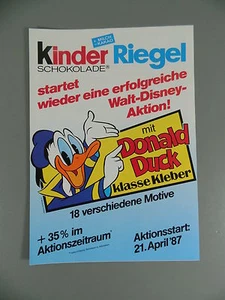 kinder Riegel
SCHOKOLADE®
startet
wieder eine erfolgreiche
Walt-Disney-
Aktion!
mit
Donald
Duck
klasse Kleber
18 verschiedene Motive
+ 35% im
Aktionszeitraum*
Aktionsstart:
21. April '87